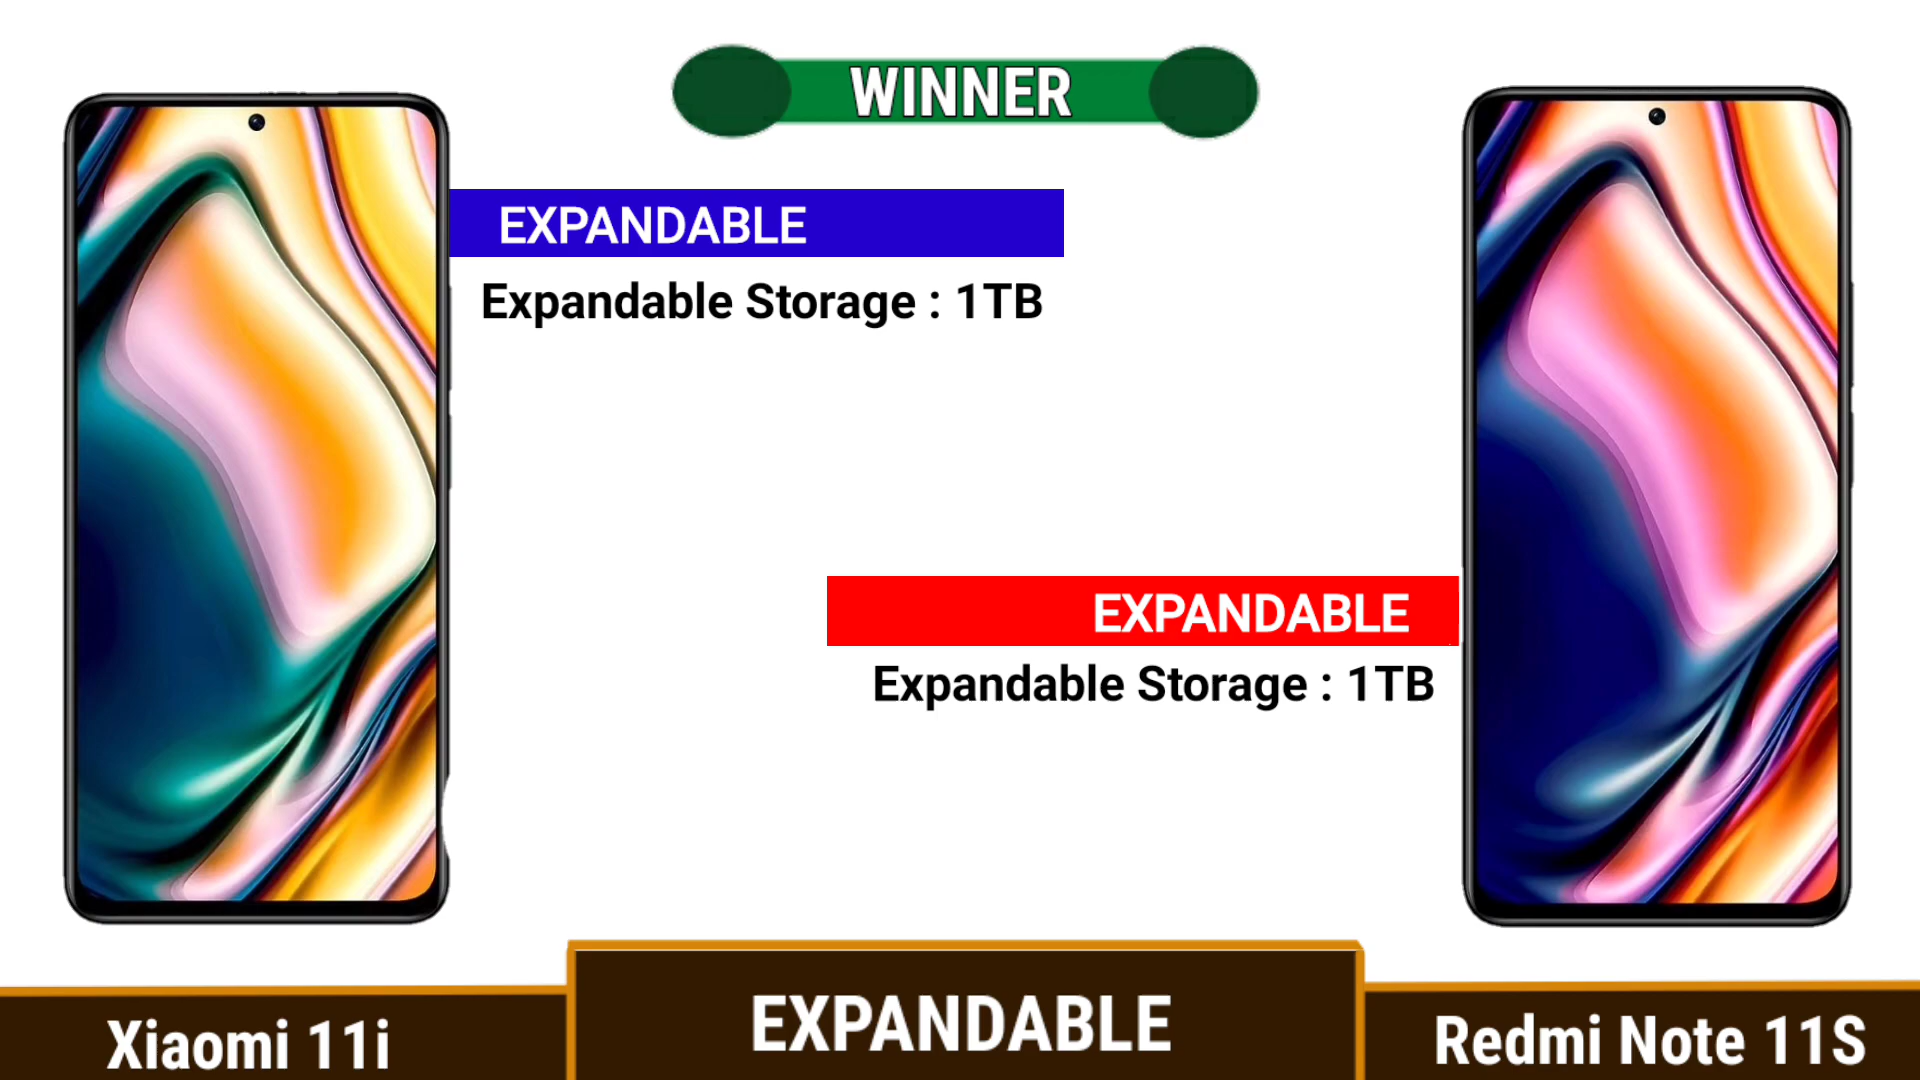 WINNER
EXPANDABLE
Expandable Storage : 1TB
EXPANDABLE
Expandable Storage : 1TB
Xiaomi 11i
EXPANDABLE
Redmi Note 11S